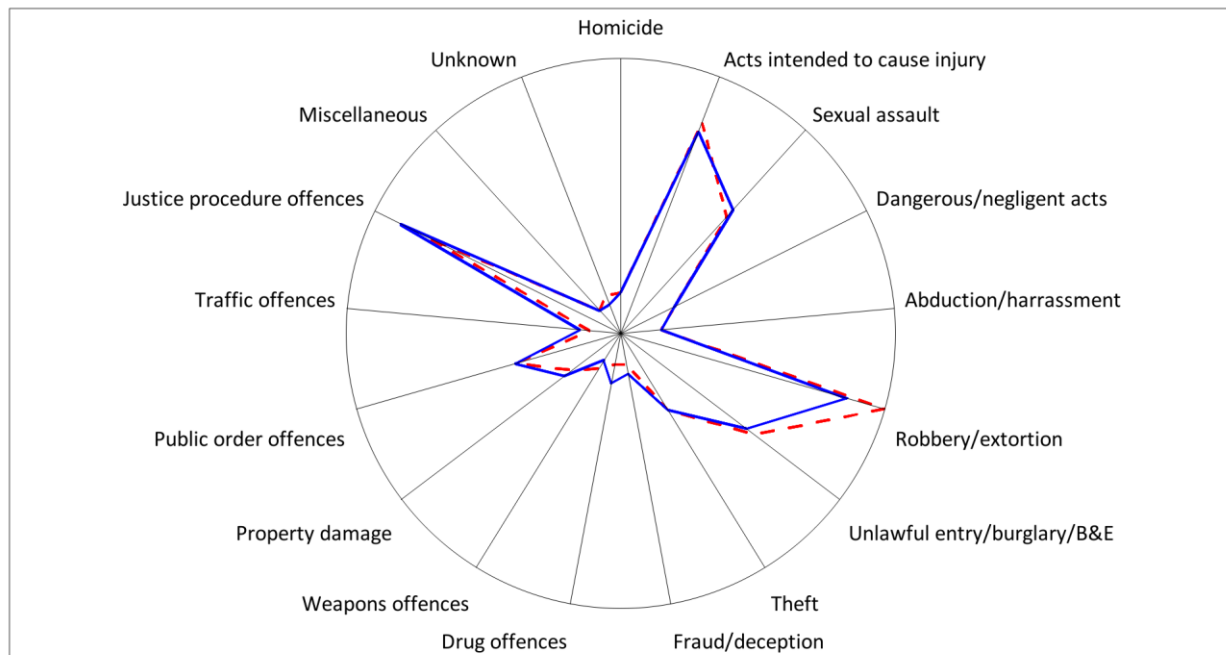 Homicide
Unknown
Acts intended to cause injury
Miscellaneous
Sexual assault
Justice procedure offences
Dangerous/negligent acts
Traffic offences
Abduction/harrassment
Public order offences
Robbery/extortion
Property damage
Unlawful entry/burglary/B&E
Weapons offences
Theft
Drug offences
Fraud/deception